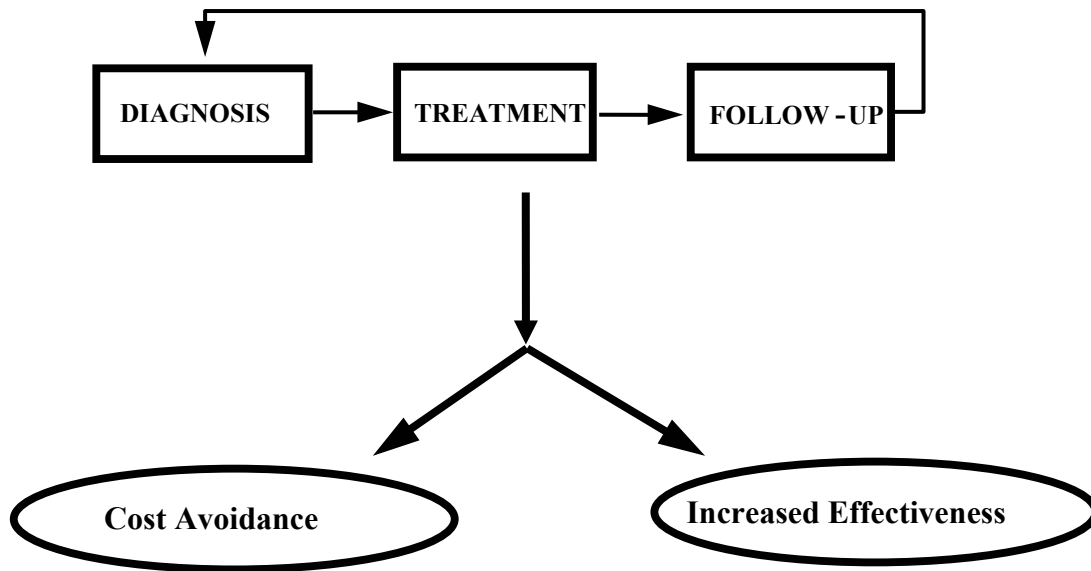 DIAGNOSIS
TREATMENT
FOLLOW-UP
Cost Avoidance
Increased Effectiveness